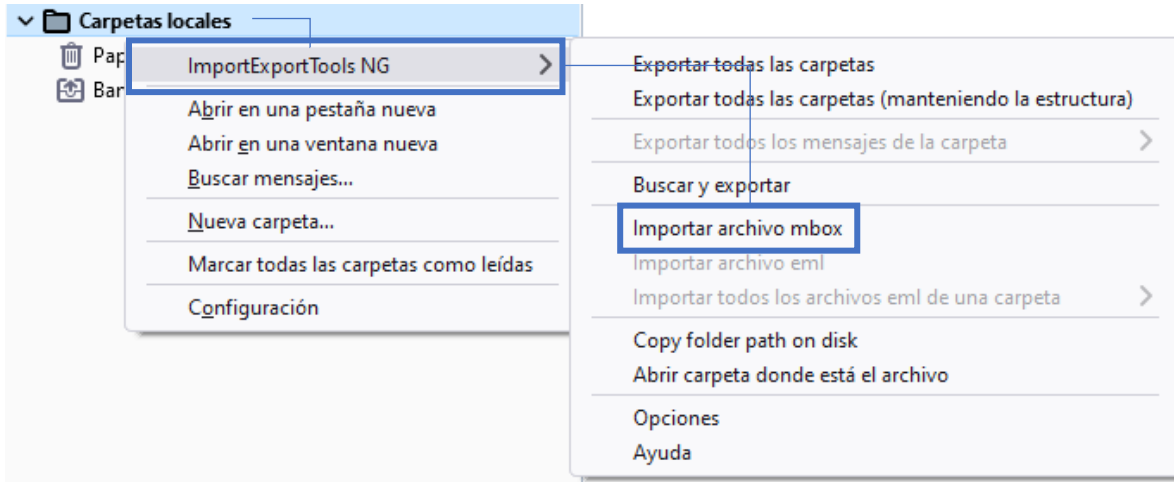 Carpetas locales
Pap
Ban
ImportExportTools NG
Abrir en una pestaña nueva
Abrir en una ventana nueva
Buscar mensajes...
Nueva carpeta...
Marcar todas las carpetas como leídas
Configuración
Exportar todas las carpetas
Exportar todas las carpetas (manteniendo la estructura)
Exportar todos los mensajes de la carpeta
Buscar y exportar
Importar archivo mbox
Importar archivo eml
Importar todos los archivos eml de una carpeta
Copy folder path on disk
Abrir carpeta donde está el archivo
Opciones
Ayuda